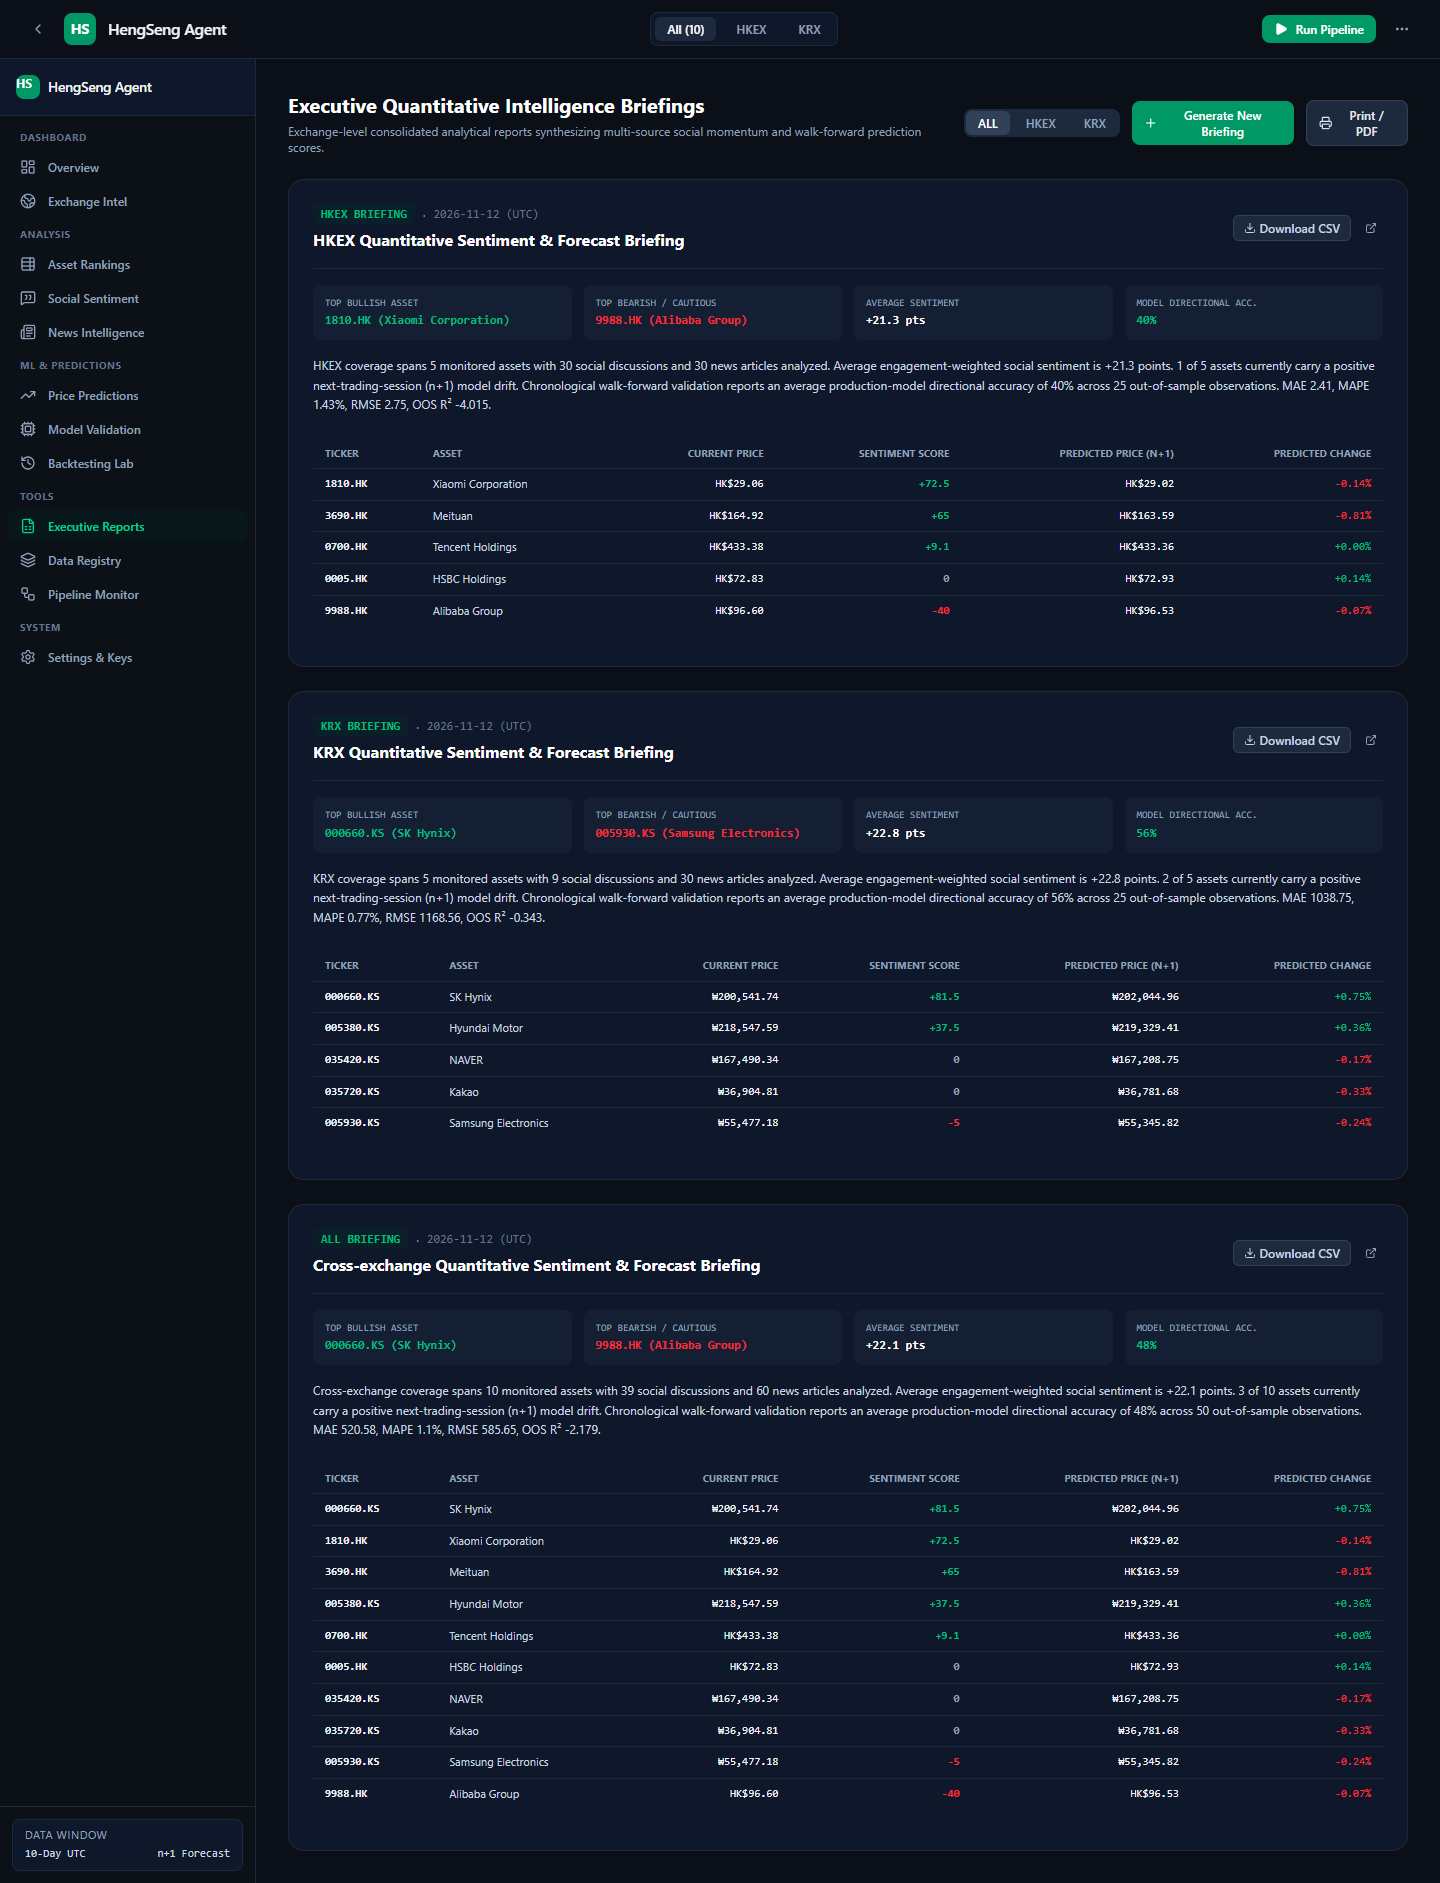 HS HengSeng Agent
All (10) HKEX KRX
Run Pipeline
HS HengSeng Agent
DASHBOARD
Overview
Exchange Intel
ANALYSIS
Asset Rankings
Social Sentiment
News Intelligence
ML & PREDICTIONS
Price Predictions
Model Validation
Backtesting Lab
TOOLS
Executive Reports
Data Registry
Pipeline Monitor
SYSTEM
Settings & Keys
DATA WINDOW
10-Day UTC n+1 Forecast
Executive Quantitative Intelligence Briefings
Exchange-level consolidated analytical reports synthesizing multi-source social momentum and walk-forward prediction
scores.
ALL HKEX KRX
Generate New
Briefing
Print /
PDF
HKEX BRIEFING · 2026-11-12 (UTC)
HKEX Quantitative Sentiment & Forecast Briefing
Download CSV
TOP BULLISH ASSET
1810.HK (Xiaomi Corporation)
TOP BEARISH / CAUTIOUS
9988.HK (Alibaba Group)
AVERAGE SENTIMENT
+21.3 pts
MODEL DIRECTIONAL ACC.
40%
HKEX coverage spans 5 monitored assets with 30 social discussions and 30 news articles analyzed. Average engagement-weighted social sentiment is +21.3 points. 1 of 5 assets currently carry a positive
next-trading-session (n+1) model drift. Chronological walk-forward validation reports an average production-model directional accuracy of 40% across 25 out-of-sample observations. MAE 2.41, MAPE
1.43%, RMSE 2.75, OOS R² -4.015.
TICKER ASSET CURRENT PRICE SENTIMENT SCORE PREDICTED PRICE (N+1) PREDICTED CHANGE
1810.HK Xiaomi Corporation HK$29.06 +72.5 HK$29.02 -0.14%
3690.HK Meituan HK$164.92 +65 HK$163.59 -0.81%
0700.HK Tencent Holdings HK$433.38 +9.1 HK$433.36 +0.00%
0005.HK HSBC Holdings HK$72.83 0 HK$72.93 +0.14%
9988.HK Alibaba Group HK$96.60 -40 HK$96.53 -0.07%
KRX BRIEFING · 2026-11-12 (UTC)
KRX Quantitative Sentiment & Forecast Briefing
Download CSV
TOP BULLISH ASSET
000660.KS (SK Hynix)
TOP BEARISH / CAUTIOUS
005930.KS (Samsung Electronics)
AVERAGE SENTIMENT
+22.8 pts
MODEL DIRECTIONAL ACC.
56%
KRX coverage spans 5 monitored assets with 9 social discussions and 30 news articles analyzed. Average engagement-weighted social sentiment is +22.8 points. 2 of 5 assets currently carry a positive
next-trading-session (n+1) model drift. Chronological walk-forward validation reports an average production-model directional accuracy of 56% across 25 out-of-sample observations. MAE 1038.75,
MAPE 0.77%, RMSE 1168.56, OOS R² -0.343.
TICKER ASSET CURRENT PRICE SENTIMENT SCORE PREDICTED PRICE (N+1) PREDICTED CHANGE
000660.KS SK Hynix ₩200,541.74 +81.5 ₩202,044.96 +0.75%
005380.KS Hyundai Motor ₩218,547.59 +37.5 ₩219,329.41 +0.36%
035420.KS NAVER ₩167,490.34 0 ₩167,208.75 -0.17%
035720.KS Kakao ₩36,904.81 0 ₩36,781.68 -0.33%
005930.KS Samsung Electronics ₩55,477.18 -5 ₩55,345.82 -0.24%
ALL BRIEFING · 2026-11-12 (UTC)
Cross-exchange Quantitative Sentiment & Forecast Briefing
Download CSV
TOP BULLISH ASSET
000660.KS (SK Hynix)
TOP BEARISH / CAUTIOUS
9988.HK (Alibaba Group)
AVERAGE SENTIMENT
+22.1 pts
MODEL DIRECTIONAL ACC.
48%
Cross-exchange coverage spans 10 monitored assets with 39 social discussions and 60 news articles analyzed. Average engagement-weighted social sentiment is +22.1 points. 3 of 10 assets currently
carry a positive next-trading-session (n+1) model drift. Chronological walk-forward validation reports an average production-model directional accuracy of 48% across 50 out-of-sample observations.
MAE 520.58, MAPE 1.1%, RMSE 585.65, OOS R² -2.179.
TICKER ASSET CURRENT PRICE SENTIMENT SCORE PREDICTED PRICE (N+1) PREDICTED CHANGE
000660.KS SK Hynix ₩200,541.74 +81.5 ₩202,044.96 +0.75%
1810.HK Xiaomi Corporation HK$29.06 +72.5 HK$29.02 -0.14%
3690.HK Meituan HK$164.92 +65 HK$163.59 -0.81%
005380.KS Hyundai Motor ₩218,547.59 +37.5 ₩219,329.41 +0.36%
0700.HK Tencent Holdings HK$433.38 +9.1 HK$433.36 +0.00%
0005.HK HSBC Holdings HK$72.83 0 HK$72.93 +0.14%
035420.KS NAVER ₩167,490.34 0 ₩167,208.75 -0.17%
035720.KS Kakao ₩36,904.81 0 ₩36,781.68 -0.33%
005930.KS Samsung Electronics ₩55,477.18 -5 ₩55,345.82 -0.24%
9988.HK Alibaba Group HK$96.60 -40 HK$96.53 -0.07%